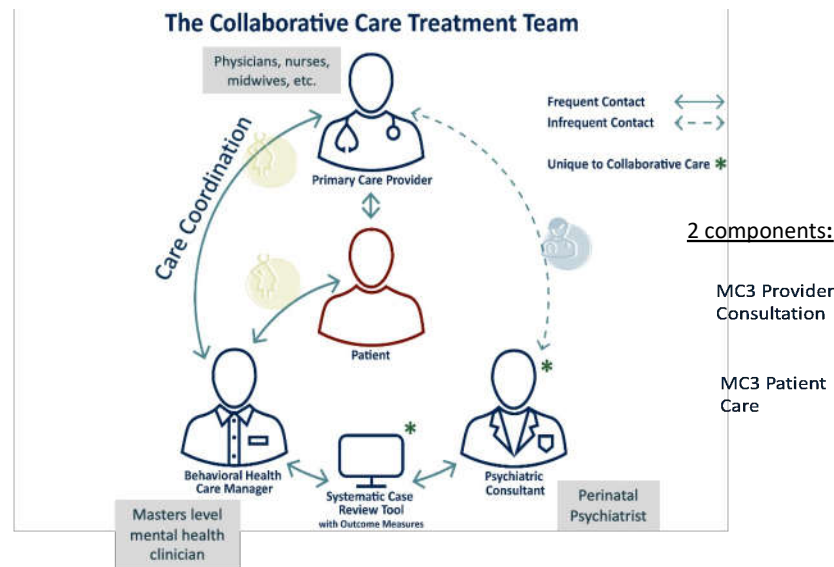 The Collaborative Care Treatment Team
Physicians, nurses,
midwives, etc.
Frequent Contact
Infrequent Contact
Unique to Collaborative Care *
Care Coordination
Primary Care Provider
2 components:
MC3 Provider
Consultation
Patient
MC3 Patient
Care
*
*
Behavioral Health
Care Manager
Systematic Case
Review Tool
with Outcome Measures
Psychiatric
Consultant
Masters level
mental health
clinician
Perinatal
Psychiatrist